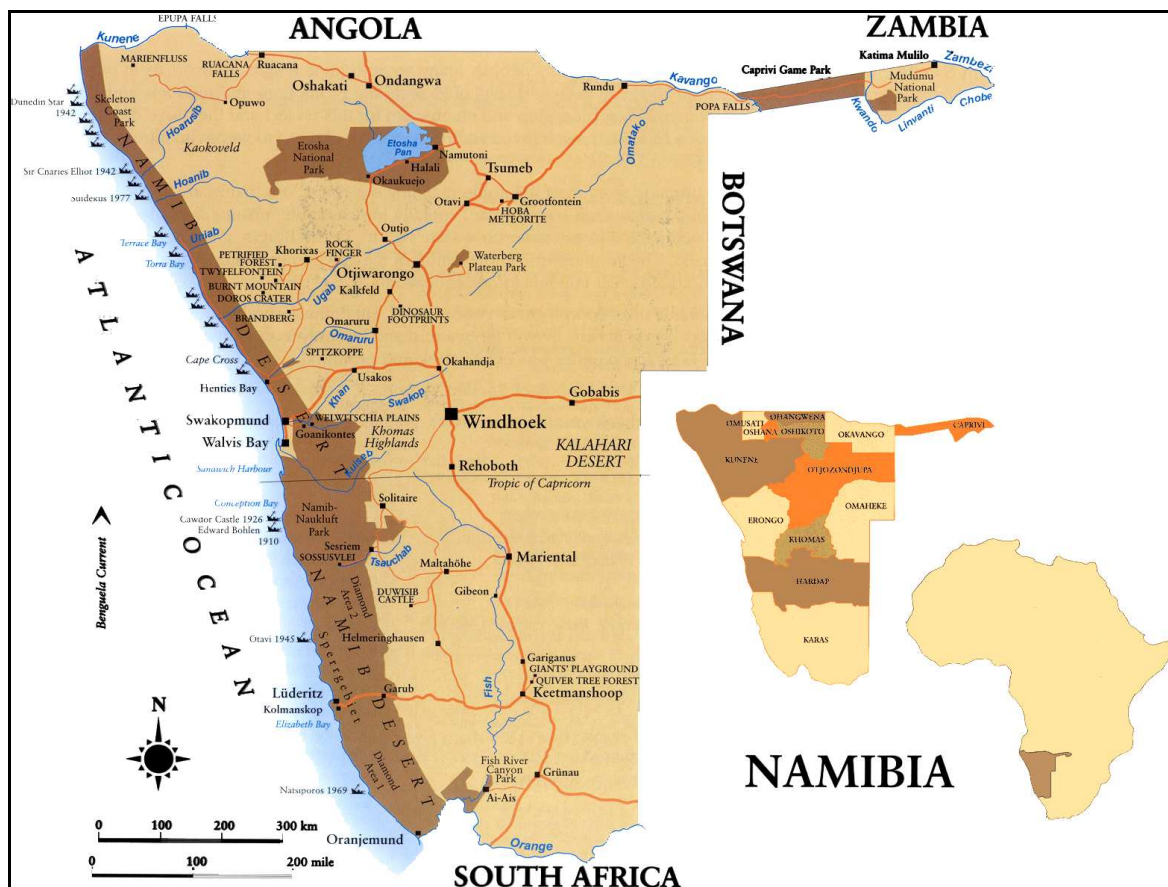 ANGOLA
ZAMBIA
EPUPA FALLS
Kunene
MARIENFLUSS
RUACANA
FALLS
Ruacana
Oshakati
Ondangwa
Opuwo
Rundu
Kavango
Caprivi Game Park
Katima Mulilo
Zambezi
Mudumu
National
Park
POPA FALLS
Kwando
Linvanti
Chobe
Dunedin Star
1942
Skeleton
Coast
Park
Hoarusib
Kaokoveld
Etosha
National
Park
Etosha
Pan
Namutoni
Halali
Okaukuejo
Omatako
Tsumeb
Sir Charles Elliot 1942
Hoanib
Otavi
Grootfontein
HOBA
METEORITE
BOTSWANA
NAMIB
DESERT
Terrace Bay
Uniab
Torra Bay
Outjo
PETRIFIED
FOREST
Khorixas
ROCK
FINGER
TWYFELFONTEIN
BURNT MOUNTAIN
DOROS CRATER
Otjiwarongo
Waterberg
Plateau Park
Kalkfeld
Ugab
BRANDBERG
DINOSAUR
FOOTPRINTS
Omaruru
Omaruru
SPITZKOPPE
Cape Cross
Okahandja
Henties Bay
Usakos
Khan
Swakop
Gobabis
Swakopmund
WELWITSCHIA PLAINS
Goanikontes
Khomas
Highlands
Windhoek
Walvis Bay
KALAHARI
DESERT
Kuiseb
Rehoboth
Sandwich Harbour
Tropic of Capricorn
ATLANTIC OCEAN
Conception Bay
Solitaire
Namib-
Naukluft
Park
Edward Bohlen
1910
Benguela Current
Sesriem
SOSSUSVLEI
Tsauchab
Mariental
Maltahöhe
DUWISIB
CASTLE
Gibeon
NAMIB DESERT
Diamond
Area 2
Otavi 1945
Helmeringhausen
Sperrgebiet
Fish
Gariganus
GIANTS' PLAYGROUND
QUIVER TREE FOREST
Keetmanshoop
Lüderitz
Garub
Kolmanskop
Elizabeth Bay
N
Diamond
Area 1
Fish River
Canyon
Park
Grünau
Ai-Ais
Oranjemund
Orange
SOUTH AFRICA
0 100 200 300 km
0 100 200 mile
OMUSATI
OHANGWENA
OSHANA
OSHIKOTO
OKAVANGO
CAPRIVI
KUNENE
OTJOZONDJUPA
ERONGO
OMAHEKE
KHOMAS
HARDAP
KARAS
NAMIBIA